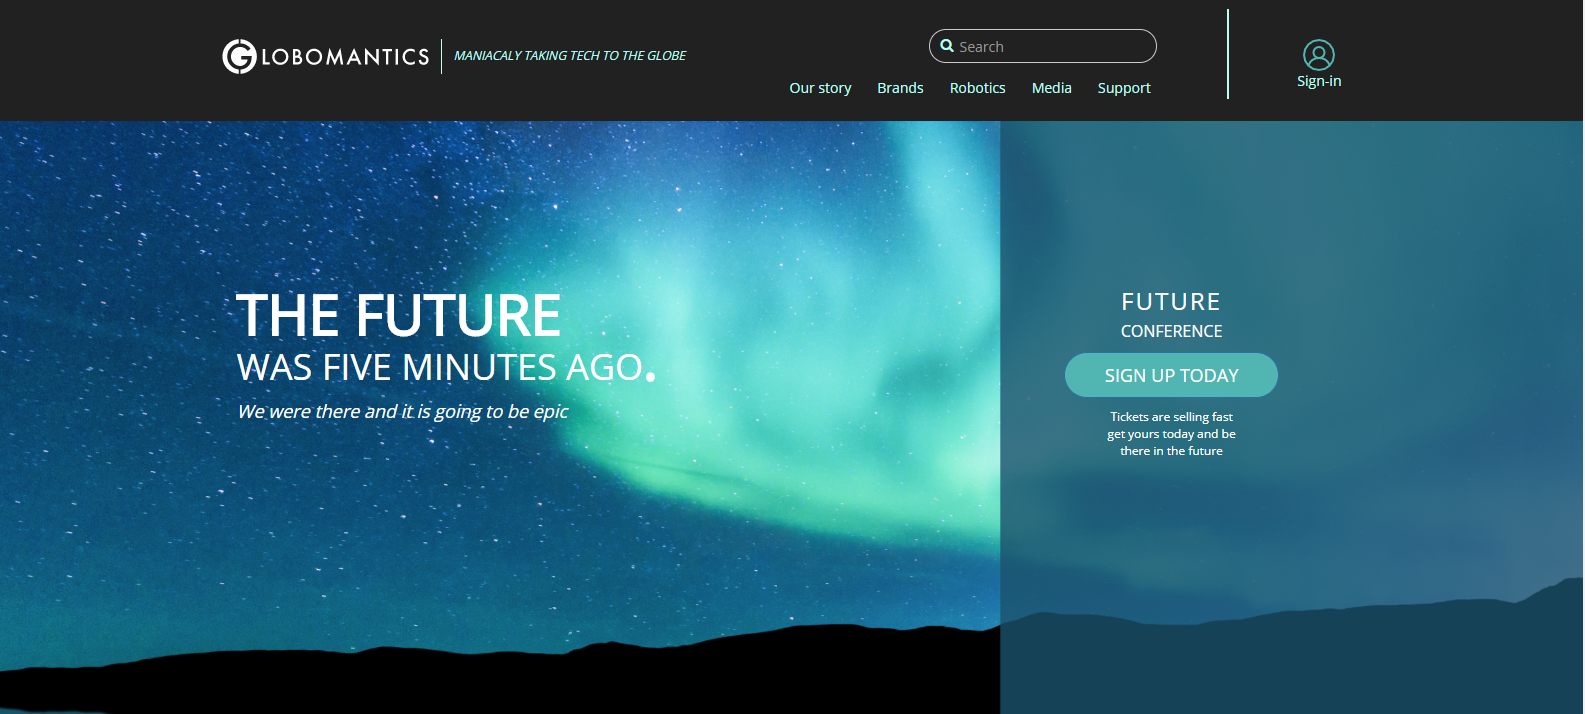 GLOBOMANTICS
MANIACALY TAKING TECH TO THE GLOBE
Search
Our story Brands Robotics Media Support
Sign-in
THE FUTURE
WAS FIVE MINUTES AGO.
We were there and it is going to be epic
FUTURE
CONFERENCE
SIGN UP TODAY
Tickets are selling fast
get yours today and be
there in the future